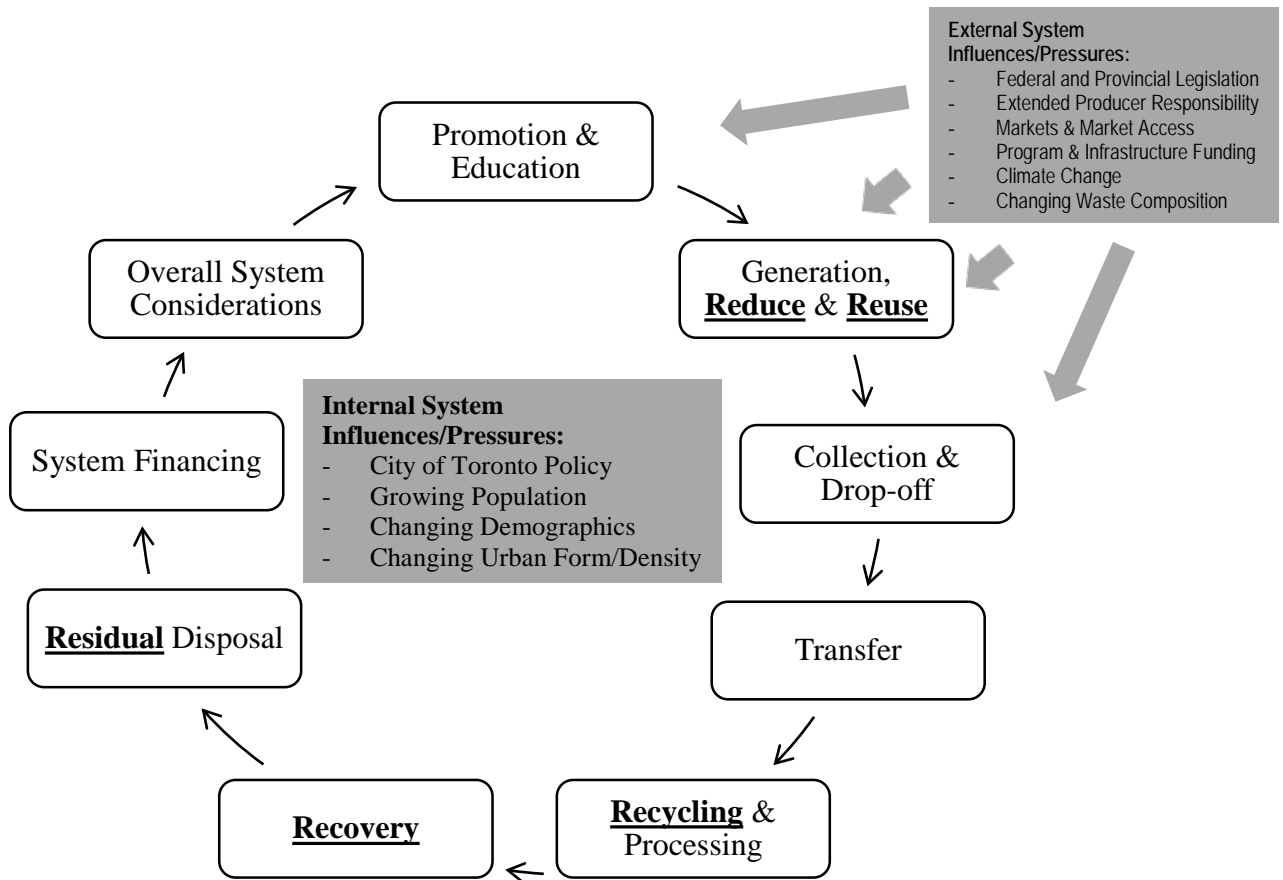 External System
Influences/Pressures:
- Federal and Provincial Legislation
- Extended Producer Responsibility
- Markets & Market Access
- Program & Infrastructure Funding
- Climate Change
- Changing Waste Composition
Promotion &
Education
Generation,
Reduce & Reuse
Collection &
Drop-off
Transfer
Recycling &
Processing
Recovery
Residual Disposal
System Financing
Overall System
Considerations
Internal System
Influences/Pressures:
- City of Toronto Policy
- Growing Population
- Changing Demographics
- Changing Urban Form/Density